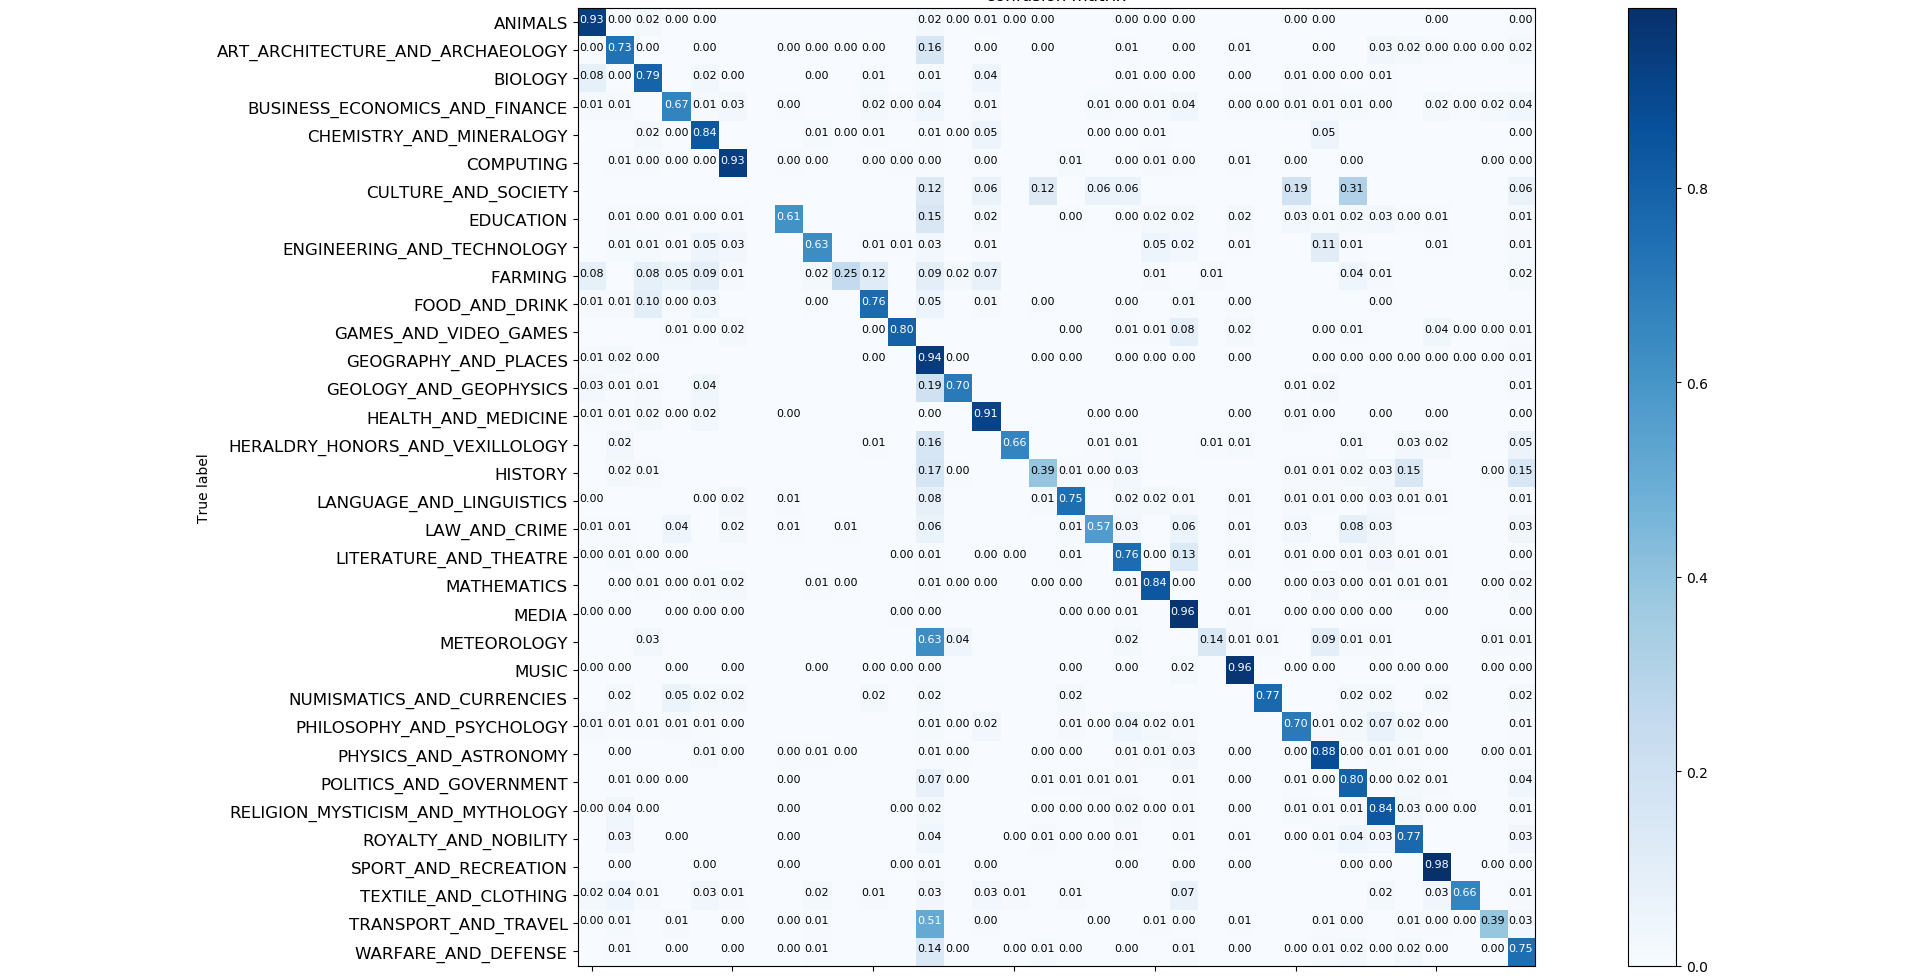 confusion matrix
ANIMALS 0.93 0.00 0.02 0.00 0.00 0.02 0.00 0.01 0.00 0.00 0.00 0.00 0.00 0.00 0.00 0.00 0.00
ART_ARCHITECTURE_AND_ARCHAEOLOGY 0.00 0.73 0.00 0.00 0.00 0.00 0.00 0.00 0.16 0.00 0.00 0.01 0.00 0.01 0.00 0.03 0.02 0.00 0.00 0.00 0.02
BIOLOGY 0.08 0.00 0.79 0.02 0.00 0.00 0.01 0.01 0.04 0.01 0.00 0.00 0.00 0.01 0.00 0.00 0.01
BUSINESS_ECONOMICS_AND_FINANCE 0.01 0.01 0.67 0.01 0.03 0.00 0.02 0.00 0.04 0.01 0.01 0.00 0.01 0.04 0.00 0.00 0.01 0.01 0.01 0.00 0.02 0.00 0.02 0.04
CHEMISTRY_AND_MINERALOGY 0.02 0.00 0.84 0.01 0.00 0.01 0.01 0.00 0.05 0.00 0.00 0.01 0.05 0.00
COMPUTING 0.01 0.00 0.00 0.00 0.93 0.00 0.00 0.00 0.00 0.00 0.00 0.01 0.00 0.01 0.00 0.01 0.00 0.00 0.00 0.00
CULTURE_AND_SOCIETY 0.12 0.06 0.12 0.06 0.06 0.19 0.31 0.06
EDUCATION 0.01 0.00 0.01 0.00 0.01 0.61 0.15 0.02 0.00 0.00 0.02 0.02 0.02 0.03 0.01 0.02 0.03 0.00 0.01 0.01
ENGINEERING_AND_TECHNOLOGY 0.01 0.01 0.01 0.05 0.03 0.63 0.01 0.01 0.03 0.01 0.05 0.02 0.01 0.11 0.01 0.01 0.01
FARMING 0.08 0.08 0.05 0.09 0.01 0.02 0.25 0.12 0.09 0.02 0.07 0.01 0.01 0.04 0.01 0.02
FOOD_AND_DRINK 0.01 0.01 0.10 0.00 0.03 0.00 0.76 0.05 0.01 0.00 0.00 0.01 0.00 0.00
GAMES_AND_VIDEO_GAMES 0.01 0.00 0.02 0.00 0.80 0.00 0.01 0.01 0.08 0.02 0.00 0.01 0.04 0.00 0.00 0.01
GEOGRAPHY_AND_PLACES 0.01 0.02 0.00 0.00 0.94 0.00 0.00 0.00 0.00 0.00 0.00 0.00 0.00 0.00 0.00 0.00 0.00 0.00 0.00 0.00 0.01
GEOLOGY_AND_GEOPHYSICS 0.03 0.01 0.01 0.04 0.19 0.70 0.01 0.02 0.01
HEALTH_AND_MEDICINE 0.01 0.01 0.02 0.00 0.02 0.00 0.00 0.91 0.00 0.00 0.00 0.01 0.00 0.00 0.00 0.00
HERALDRY_HONORS_AND_VEXILLOLOGY 0.02 0.01 0.16 0.66 0.01 0.01 0.01 0.01 0.01 0.03 0.02 0.05
HISTORY 0.02 0.01 0.17 0.00 0.39 0.01 0.00 0.03 0.01 0.01 0.02 0.03 0.15 0.00 0.15
LANGUAGE_AND_LINGUISTICS 0.00 0.00 0.02 0.01 0.08 0.01 0.75 0.02 0.02 0.01 0.01 0.01 0.01 0.00 0.03 0.01 0.01 0.01
LAW_AND_CRIME 0.01 0.01 0.04 0.02 0.01 0.01 0.06 0.01 0.57 0.03 0.06 0.01 0.03 0.08 0.03 0.03
LITERATURE_AND_THEATRE 0.00 0.01 0.00 0.00 0.00 0.01 0.00 0.00 0.01 0.76 0.00 0.13 0.01 0.01 0.00 0.01 0.03 0.01 0.01 0.00
MATHEMATICS 0.00 0.01 0.00 0.01 0.02 0.01 0.00 0.01 0.00 0.00 0.00 0.00 0.01 0.84 0.00 0.00 0.00 0.03 0.00 0.01 0.01 0.01 0.00 0.02
MEDIA 0.00 0.00 0.00 0.00 0.00 0.00 0.00 0.00 0.00 0.01 0.96 0.01 0.00 0.00 0.00 0.00 0.00 0.00
METEOROLOGY 0.03 0.63 0.04 0.02 0.14 0.01 0.01 0.09 0.01 0.01 0.01 0.01
MUSIC 0.00 0.00 0.00 0.00 0.00 0.00 0.00 0.00 0.00 0.00 0.02 0.96 0.00 0.00 0.00 0.00 0.00 0.00 0.00 0.00 0.00
NUMISMATICS_AND_CURRENCIES 0.02 0.05 0.02 0.02 0.02 0.02 0.02 0.77 0.02 0.02 0.02 0.02
PHILOSOPHY_AND_PSYCHOLOGY 0.01 0.01 0.01 0.01 0.01 0.00 0.01 0.00 0.02 0.01 0.00 0.04 0.02 0.01 0.70 0.01 0.02 0.07 0.02 0.00 0.01
PHYSICS_AND_ASTRONOMY 0.00 0.01 0.00 0.00 0.01 0.00 0.01 0.00 0.00 0.00 0.01 0.01 0.03 0.00 0.00 0.88 0.00 0.01 0.01 0.00 0.00 0.01
POLITICS_AND_GOVERNMENT 0.01 0.00 0.00 0.00 0.07 0.00 0.01 0.01 0.01 0.01 0.01 0.00 0.01 0.00 0.80 0.00 0.02 0.01 0.04
RELIGION_MYSTICISM_AND_MYTHOLOGY 0.00 0.04 0.00 0.00 0.00 0.02 0.00 0.00 0.00 0.02 0.00 0.01 0.00 0.01 0.01 0.01 0.84 0.03 0.00 0.00 0.01
ROYALTY_AND_NOBILITY 0.03 0.00 0.00 0.04 0.00 0.01 0.00 0.00 0.01 0.01 0.01 0.00 0.01 0.04 0.03 0.77 0.03
SPORT_AND_RECREATION 0.00 0.00 0.00 0.00 0.01 0.00 0.00 0.00 0.00 0.00 0.00 0.98 0.00 0.00
TEXTILE_AND_CLOTHING 0.02 0.04 0.01 0.03 0.01 0.02 0.01 0.03 0.03 0.01 0.01 0.07 0.02 0.03 0.66 0.01
TRANSPORT_AND_TRAVEL 0.00 0.01 0.01 0.00 0.00 0.01 0.51 0.00 0.00 0.01 0.00 0.01 0.01 0.00 0.01 0.00 0.00 0.39 0.03
WARFARE_AND_DEFENSE 0.01 0.00 0.00 0.00 0.01 0.14 0.00 0.00 0.01 0.00 0.00 0.01 0.00 0.00 0.01 0.02 0.00 0.02 0.00 0.00 0.75
True label
0.8
0.6
0.4
0.2
0.0